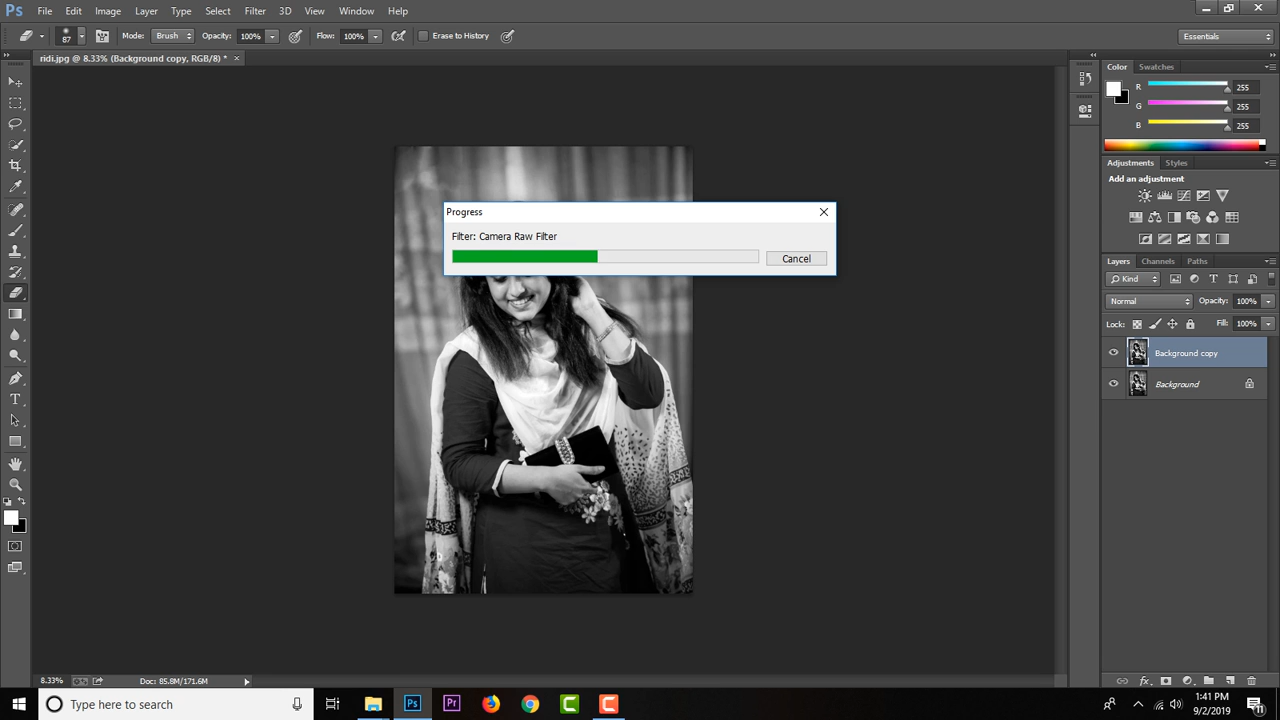 Ps File Edit Image Layer Type Select Filter 3D View Window Help
87 Mode: Brush Opacity: 100% Flow: 100% Erase to History Essentials
ridi.jpg @ 8.33% (Background copy, RGB/8) * ×
Color Swatches
R 255
G 255
B 255
Adjustments Styles
Add an adjustment
Progress
Filter: Camera Raw Filter
Cancel
Layers Channels Paths
Kind
Normal Opacity: 100%
Lock: Fill: 100%
Background copy
Background
8.33% Doc: 85.8M/171.6M
Type here to search
Ps Pr C C
1:41 PM
9/2/2019
11